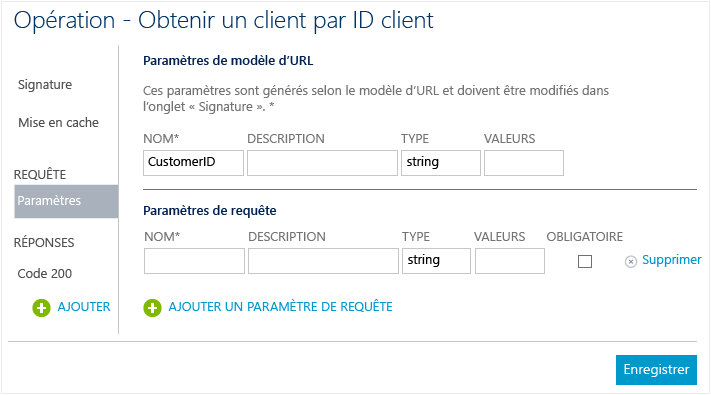 Opération - Obtenir un client par ID client
Signature
Mise en cache
REQUÊTE
Paramètres
RÉPONSES
Code 200
AJOUTER
Paramètres de modèle d'URL
Ces paramètres sont générés selon le modèle d'URL et doivent être modifiés dans
l'onglet « Signature ». *
NOM* DESCRIPTION TYPE VALEURS
CustomerID string
Paramètres de requête
NOM* DESCRIPTION TYPE VALEURS OBLIGATOIRE
string Supprimer
AJOUTER UN PARAMÈTRE DE REQUÊTE
Enregistrer